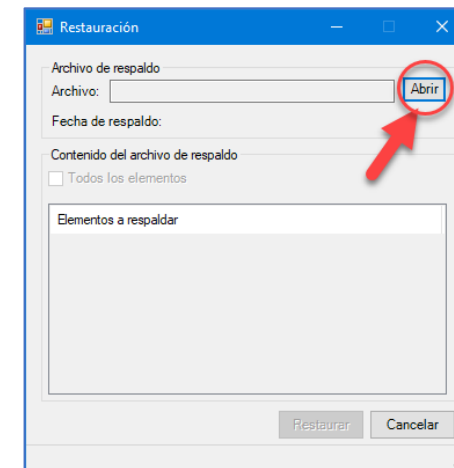 Restauración
Archivo de respaldo
Archivo:
Abrir
Fecha de respaldo:
Contenido del archivo de respaldo
Todos los elementos
Elementos a respaldar
Restaurar
Cancelar